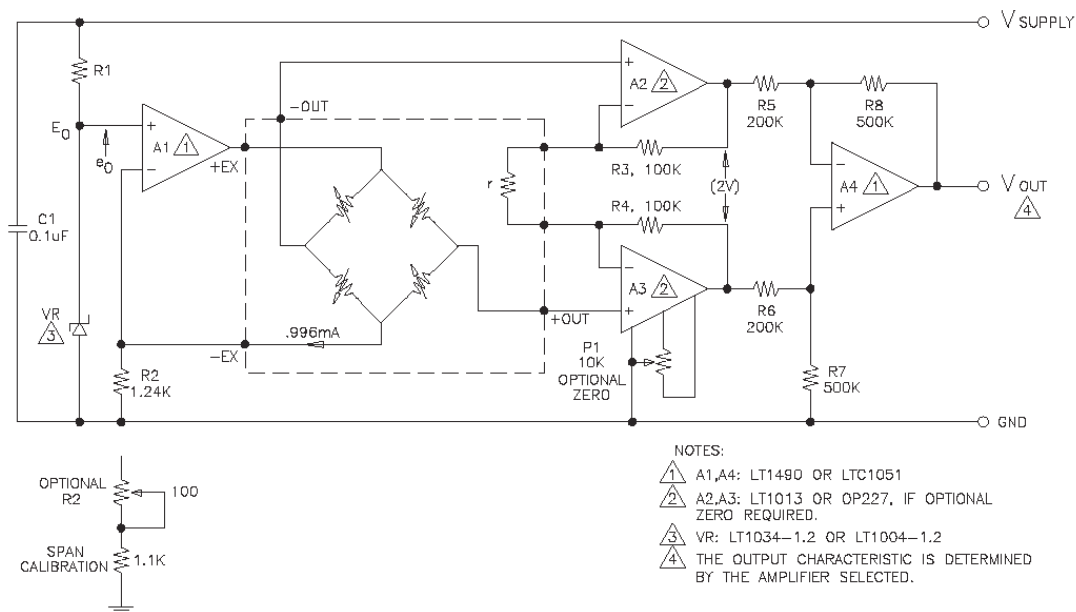 V SUPPLY
R1
E0
e0
A1 1
+EX
-OUT
A2 2
R5
200K
R8
500K
R3, 100K
r
(2V)
R4, 100K
A4 1
V OUT
4
C1
0.1uF
VR
3
.996mA
-EX
A3 2
+OUT
R6
200K
P1
10K
OPTIONAL
ZERO
R2
1.24K
R7
500K
GND
OPTIONAL
R2
100
SPAN
CALIBRATION
1.1K
NOTES:
1 A1,A4: LT1490 OR LTC1051
2 A2,A3: LT1013 OR OP227, IF OPTIONAL
ZERO REQUIRED.
3 VR: LT1034-1.2 OR LT1004-1.2
4 THE OUTPUT CHARACTERISTIC IS DETERMINED
BY THE AMPLIFIER SELECTED.